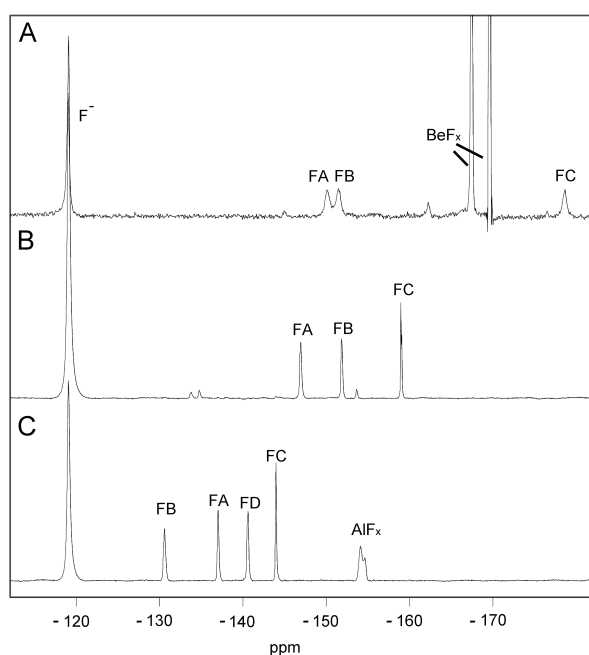 A
F-
BeFx
FA FB
FC
B
FA
FB
FC
C
FB
FA
FD
FC
AlFx
- 120 - 130 - 140 - 150 - 160 - 170
ppm